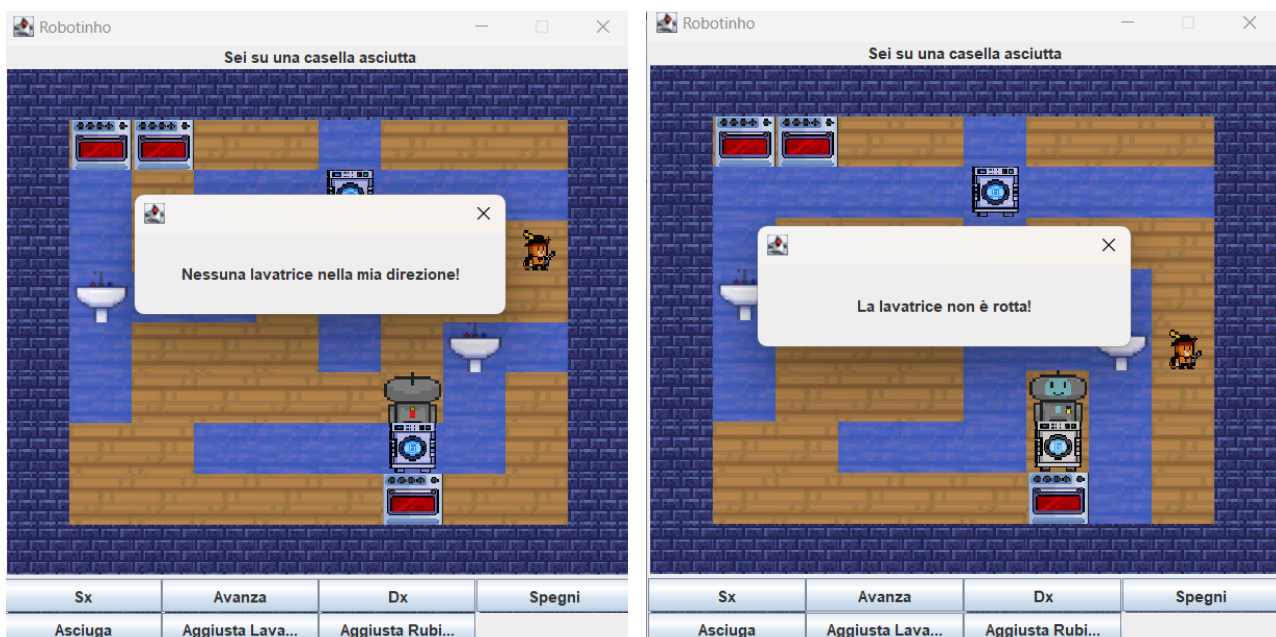 Robotinho
Sei su una casella asciutta
Nessuna lavatrice nella mia direzione!
Sx Avanza Dx Spegni
Asciuga Aggiusta Lava... Aggiusta Rubi...
Robotinho
Sei su una casella asciutta
La lavatrice non è rotta!
Sx Avanza Dx Spegni
Asciuga Aggiusta Lava... Aggiusta Rubi...